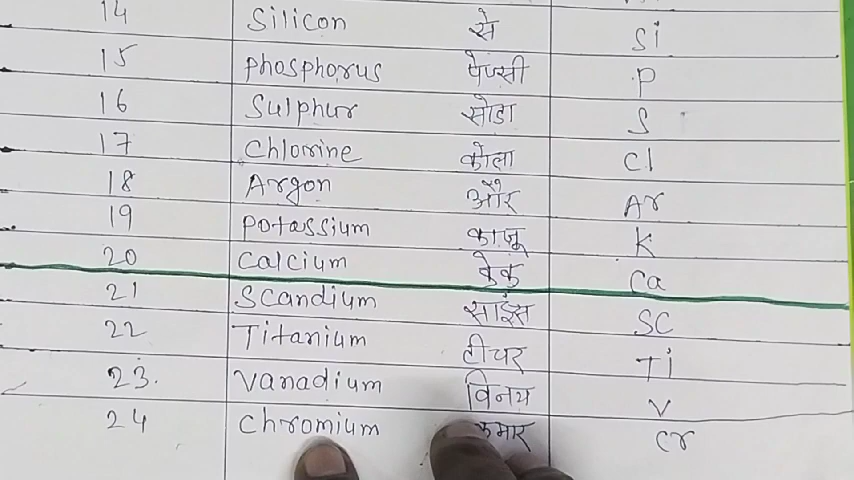 14 Silicon से Si
15 Phosphorus पेप्सी P
16 Sulphur सोडा S
17 Chlorine कोला Cl
18 Argon और Ar
19 Potassium काजू K
20 Calcium केक Ca
21 Scandium साइंस SC
22 Titanium टीचर Ti
23. Vanadium विनय V
24 Chromium कुमार Cr